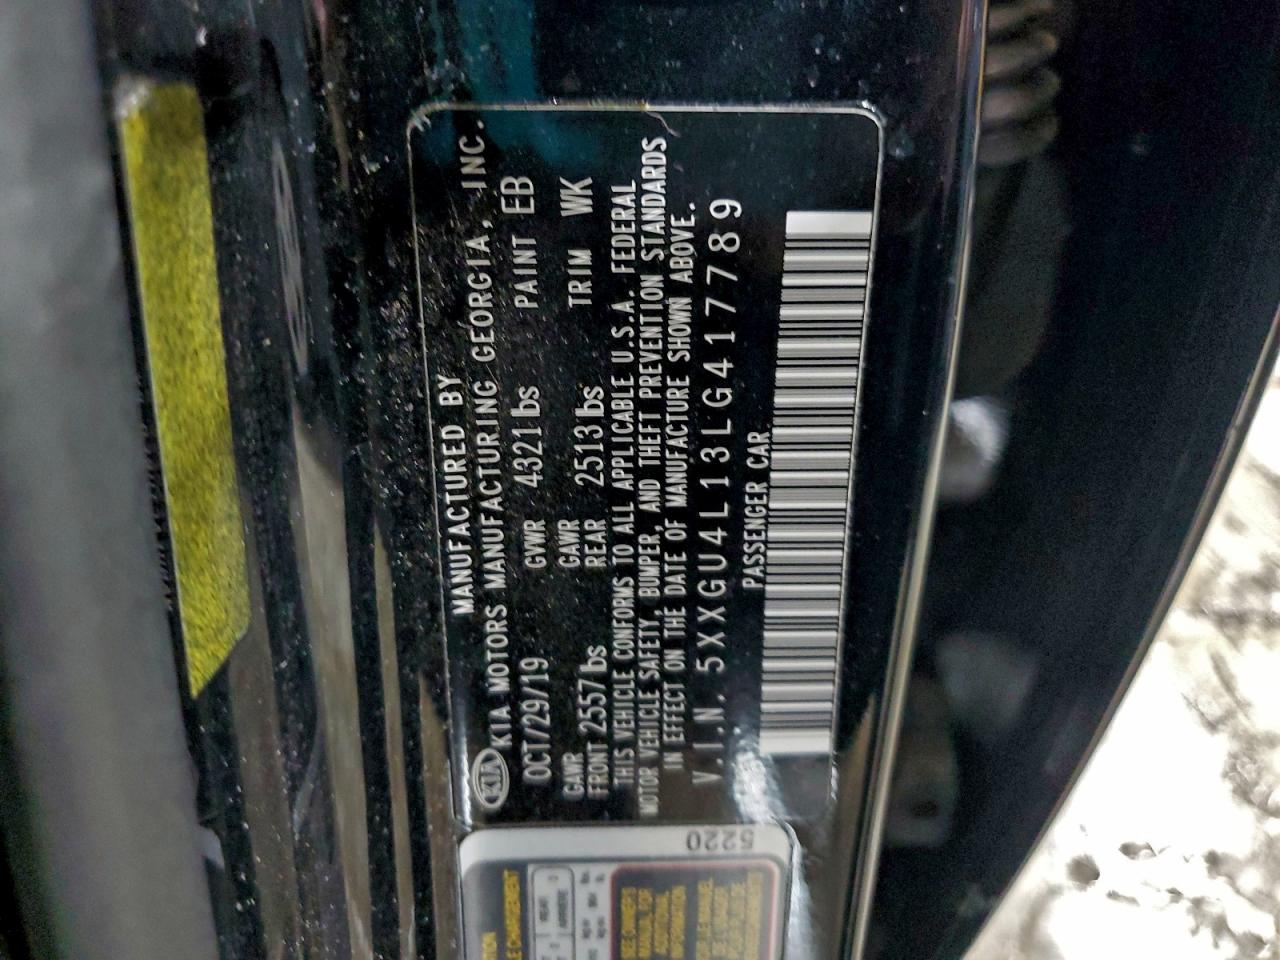 MANUFACTURED BY
KIA KIA MOTORS MANUFACTURING GEORGIA, INC.
OCT/29/19 GVWR 4321 lbs PAINT EB
GAWR FRONT 2557 lbs GAWR REAR 2513 lbs TRIM WK
THIS VEHICLE CONFORMS TO ALL APPLICABLE U.S.A. FEDERAL
MOTOR VEHICLE SAFETY, BUMPER, AND THEFT PREVENTION STANDARDS
IN EFFECT ON THE DATE OF MANUFACTURE SHOWN ABOVE.
V.I.N. 5XXGU4L13LG417789
PASSENGER CAR
5220